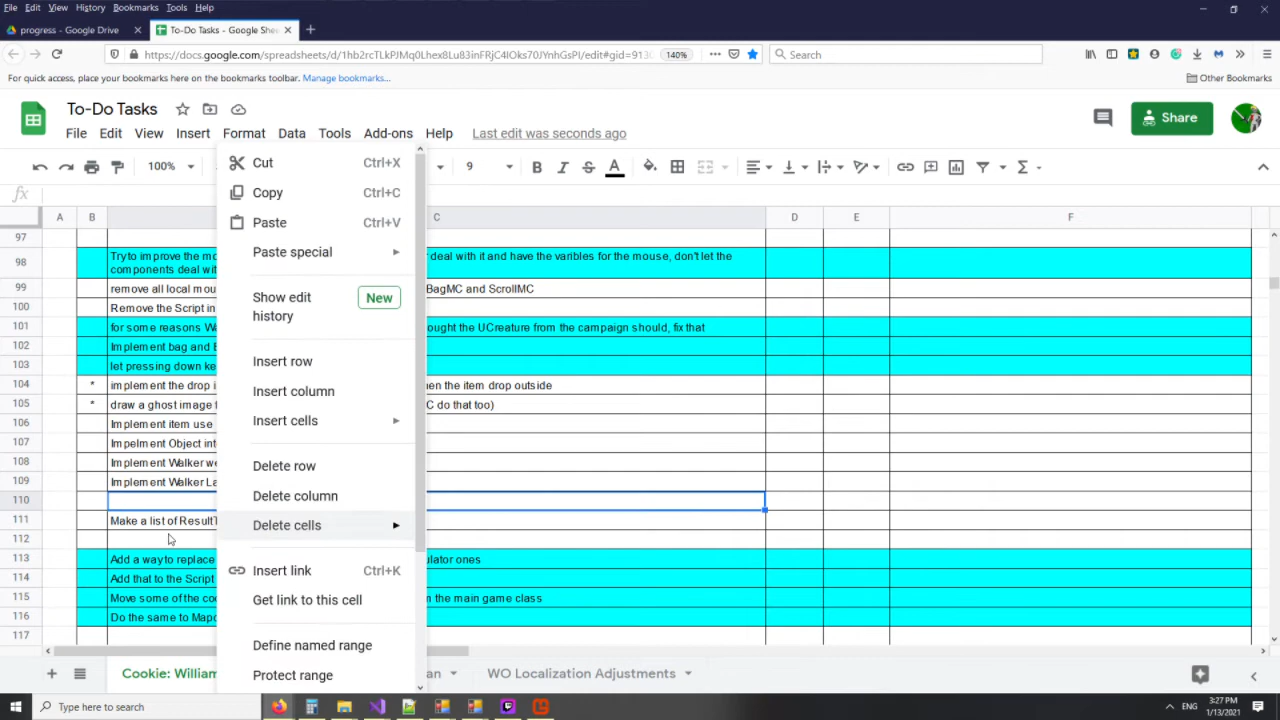 File Edit View History Bookmarks Tools Help
progress - Google Drive
To-Do Tasks - Google She
https://docs.google.com/spreadsheets/d/1hb2rcTLkPJMq0Lhex8Lu83inFRjC4IOks70JYnhGsPI/edit#gid=913
140%
Search
For quick access, place your bookmarks here on the bookmarks toolbar. Manage bookmarks...
Other Bookmarks
To-Do Tasks
File Edit View Insert Format Data Tools Add-ons Help Last edit was seconds ago
Share
100%
9
fx
A B C D E F
97
98 Try to improve the mo
components deal wit
r deal with it and have the varibles for the mouse, don't let the
99 remove all local mou
BagMC and ScrollMC
100 Remove the Script in
101 for some reasons Wa
ought the UCreature from the campaign should, fix that
102 Implement bag and E
103 let pressing down ke
104 * implement the drop i
en the item drop outside
105 * draw a ghost image f
C do that too)
106 Implement item use
107 Impelment Object int
108 Implement Walker we
109 Implement Walker La
110
111 Make a list of ResultT
112
113 Add a way to replace
ulator ones
114 Add that to the Script
115 Move some of the co
n the main game class
116 Do the same to Mapo
117
Cut Ctrl+X
Copy Ctrl+C
Paste Ctrl+V
Paste special
Show edit
history
New
Insert row
Insert column
Insert cells
Delete row
Delete column
Delete cells
Insert link Ctrl+K
Get link to this cell
Define named range
Protect range
Cookie: William
an
WO Localization Adjustments
Type here to search
ENG
3:27 PM
1/13/2021